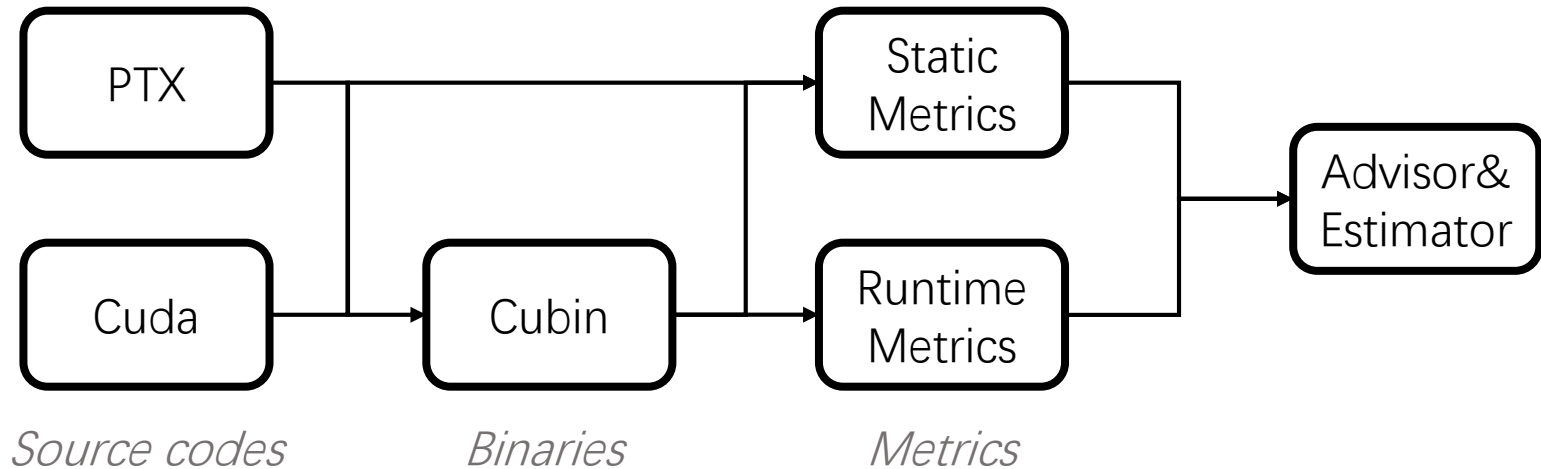 PTX
Static
Metrics
Advisor&
Estimator
Cuda
Cubin
Runtime
Metrics
Source codes
Binaries
Metrics